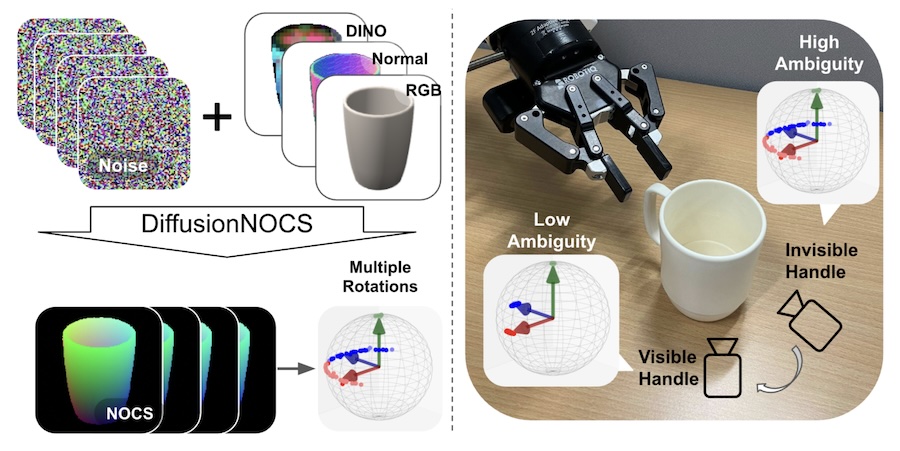 DINO
Normal
RGB
Noise
+
DiffusionNOCS
NOCS
Multiple
Rotations
ROBOTIQ
High
Ambiguity
Low
Ambiguity
Invisible
Handle
Visible
Handle